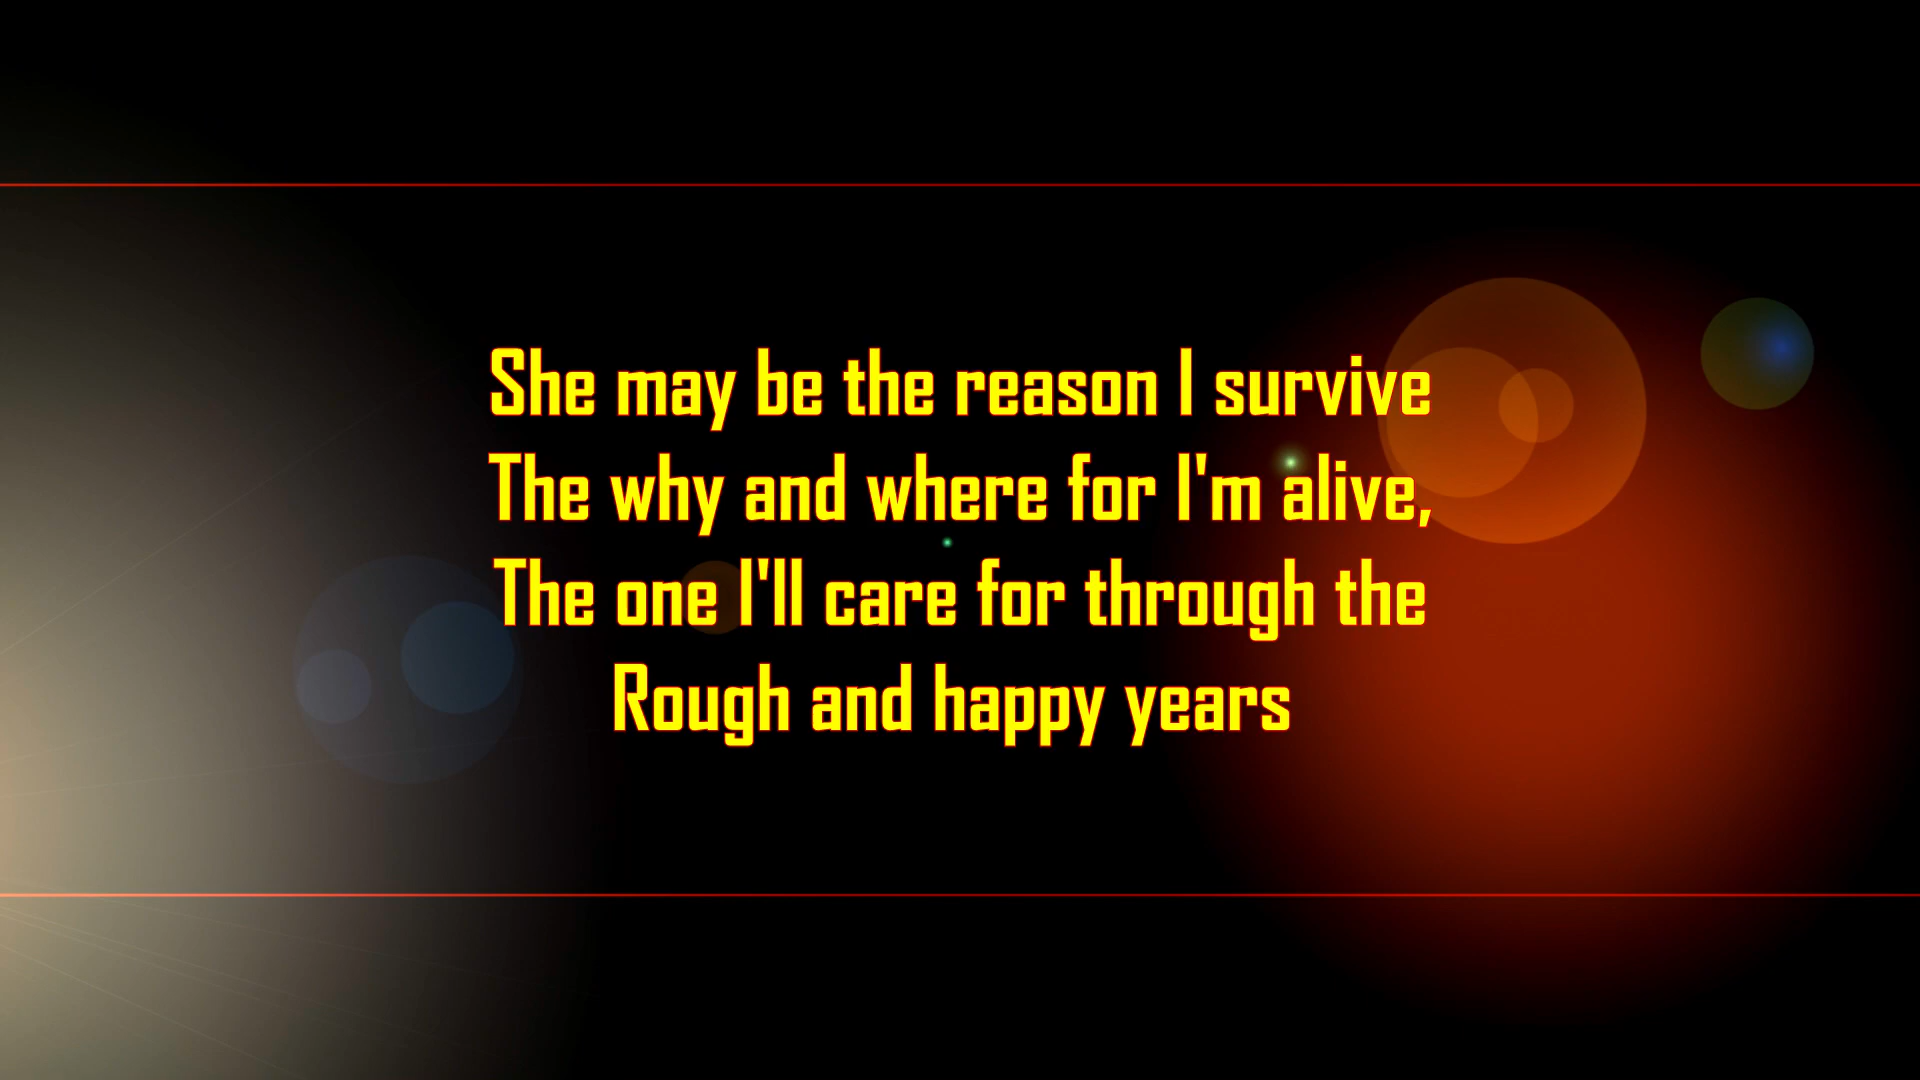 She may be the reason I survive
The why and where for I'm alive,
The one I'll care for through the
Rough and happy years